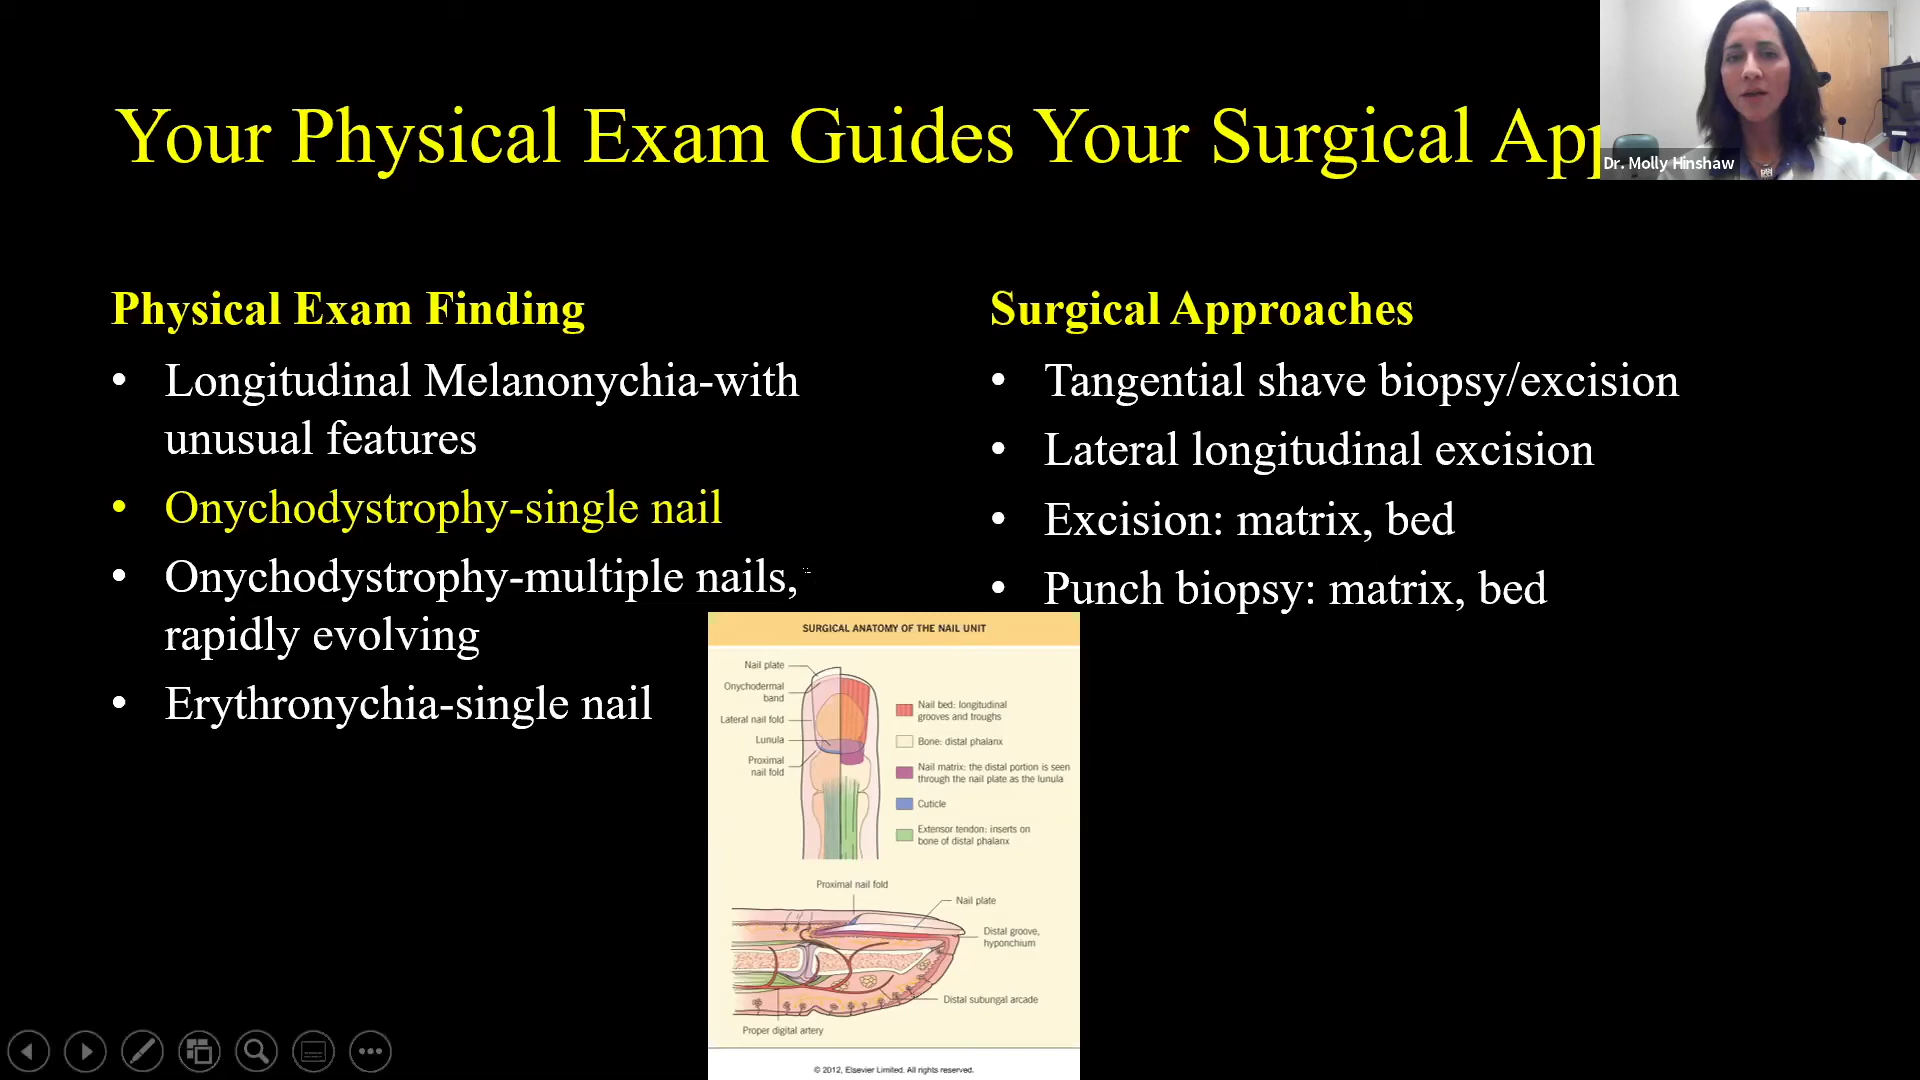 Your Physical Exam Guides Your Surgical App
Dr. Molly Hinshaw
Physical Exam Finding
• Longitudinal Melanonychia-with
unusual features
• Onychodystrophy-single nail
• Onychodystrophy-multiple nails,
rapidly evolving
• Erythronychia-single nail
Surgical Approaches
• Tangential shave biopsy/excision
• Lateral longitudinal excision
• Excision: matrix, bed
• Punch biopsy: matrix, bed
SURGICAL ANATOMY OF THE NAIL UNIT
Nail plate
Onychodermal
band
Lateral nail fold
Lunula
Proximal
nail fold
Nail bed: longitudinal
grooves and troughs
Bone: distal phalanx
Nail matrix: the distal portion is seen
through the nail plate as the lunula
Cuticle
Extensor tendon: inserts on
bone of distal phalanx
Proximal nail fold
Nail plate
Distal groove,
hyponchium
Distal subungal arcade
Proper digital artery
© 2012, Elsevier Limited. All rights reserved.